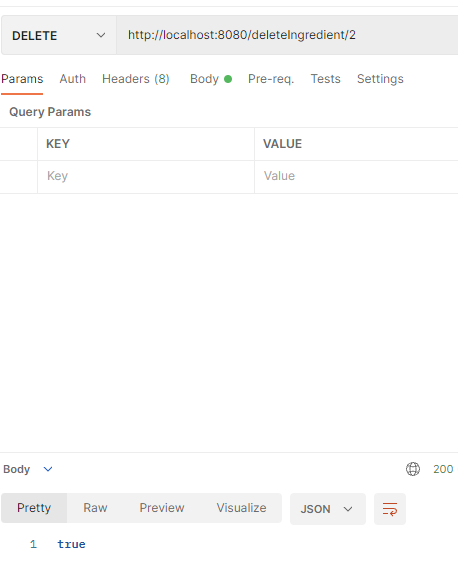 DELETE http://localhost:8080/deleteIngredient/2
Params Auth Headers (8) Body Pre-req. Tests Settings
Query Params
KEY VALUE
Key Value
Body 200
Pretty Raw Preview Visualize JSON
1 true